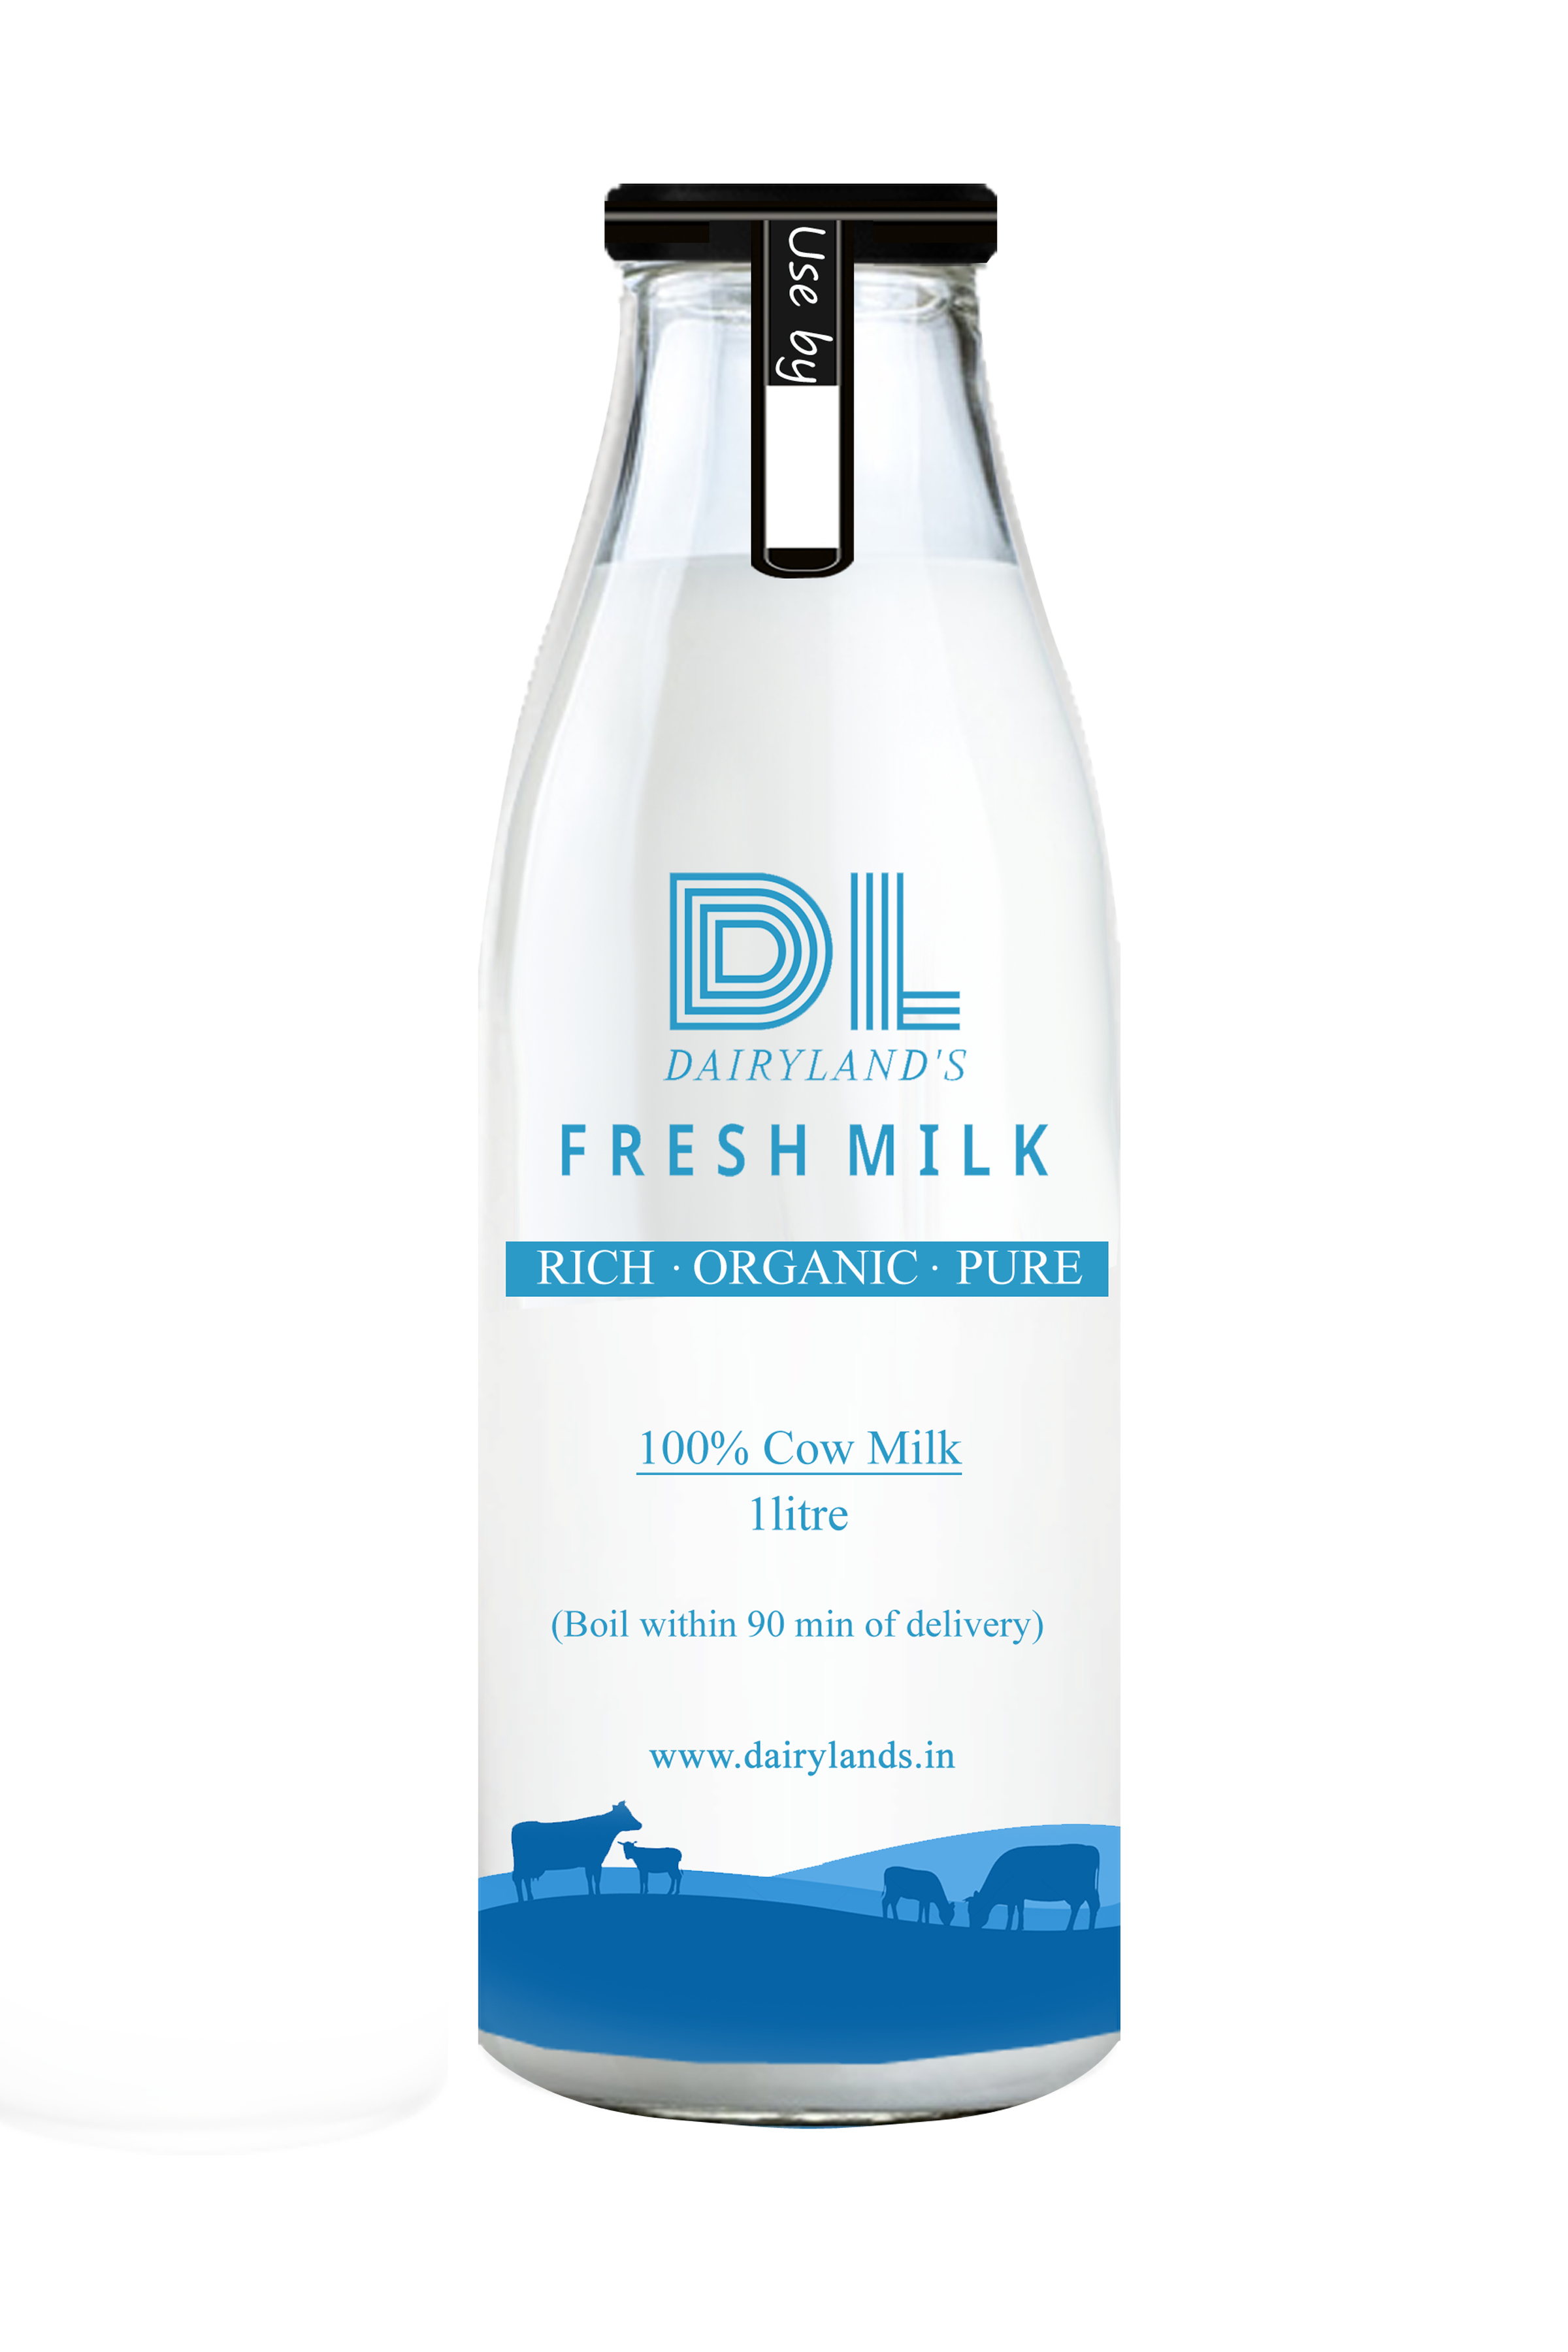 Use by
DL
DAIRYLAND'S
FRESH MILK
RICH · ORGANIC · PURE
100% Cow Milk
1litre
(Boil within 90 min of delivery)
www.dairylands.in